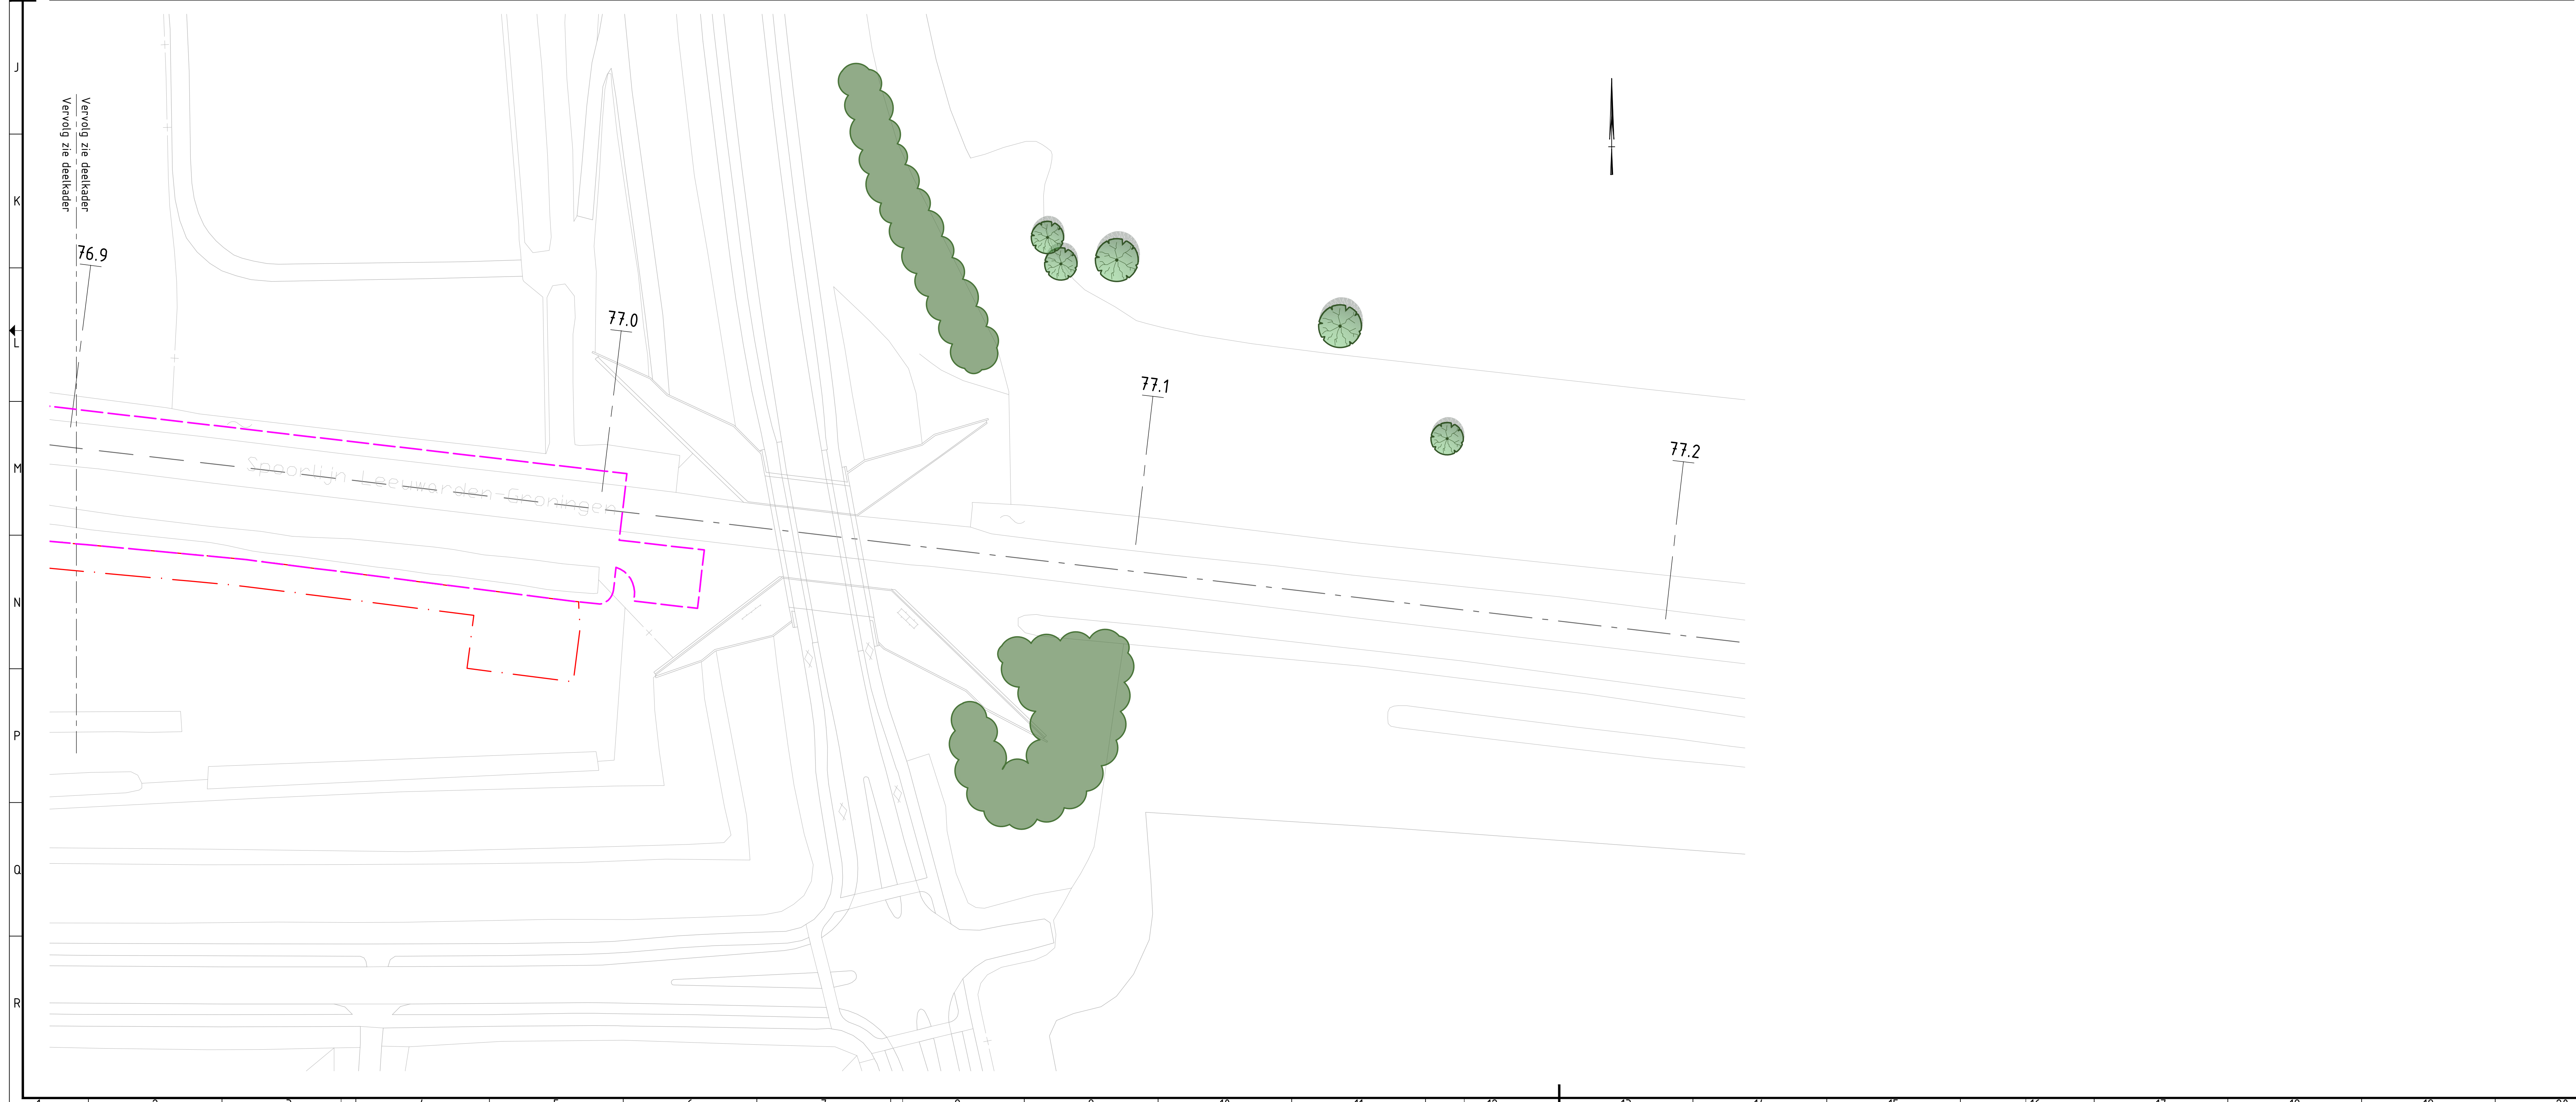 J
K
L
M
N
P
Q
R
Vervolg zie deelkader
Vervolg zie deelkader
76.9
77.0
77.1
77.2
Spoorlijn Leeuwarden-Groningen